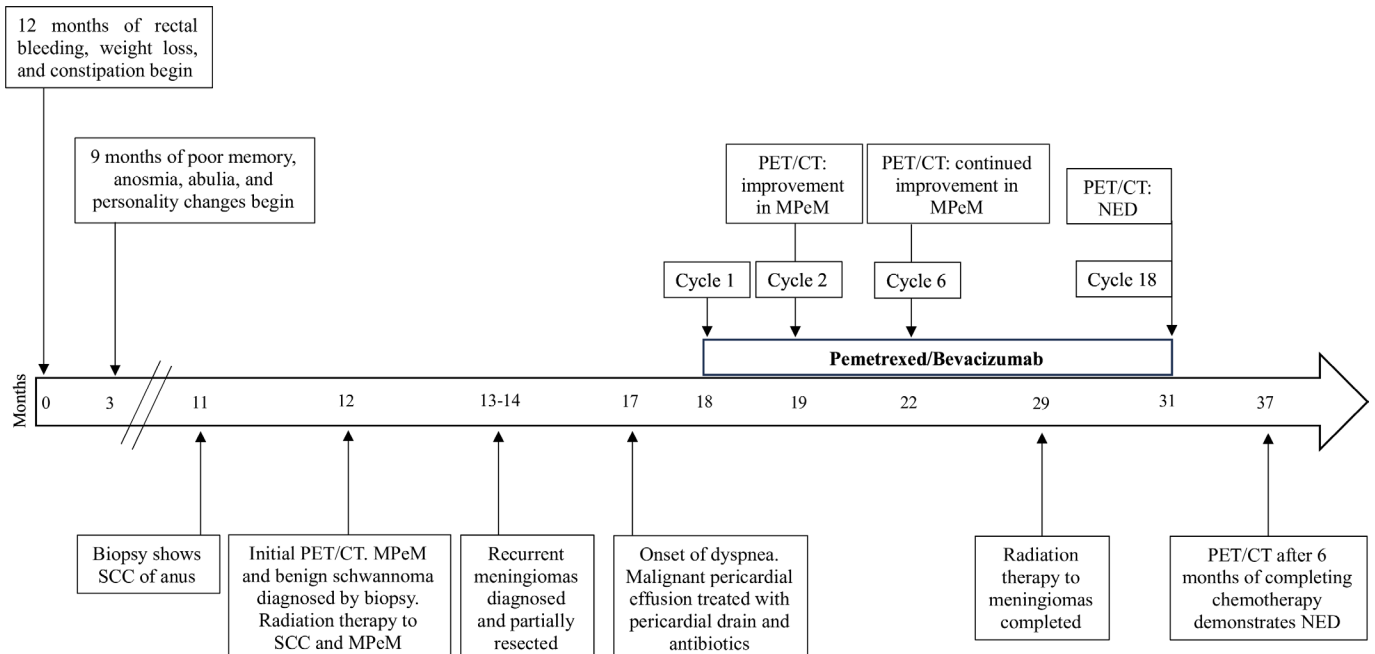 12 months of rectal
bleeding, weight loss,
and constipation begin
9 months of poor memory,
anosmia, abulia, and
personality changes begin
PET/CT:
improvement
in MPeM
PET/CT: continued
improvement in
MPeM
PET/CT:
NED
Cycle 1
Cycle 2
Cycle 6
Cycle 18
Pemetrexed/Bevacizumab
Months
0
3
11
12
13-14
17
18
19
22
29
31
37
Biopsy shows
SCC of anus
Initial PET/CT. MPeM
and benign schwannoma
diagnosed by biopsy.
Radiation therapy to
SCC and MPeM
Recurrent
meningiomas
diagnosed
and partially
resected
Onset of dyspnea.
Malignant pericardial
effusion treated with
pericardial drain and
antibiotics
Radiation
therapy to
meningiomas
completed
PET/CT after 6
months of completing
chemotherapy
demonstrates NED